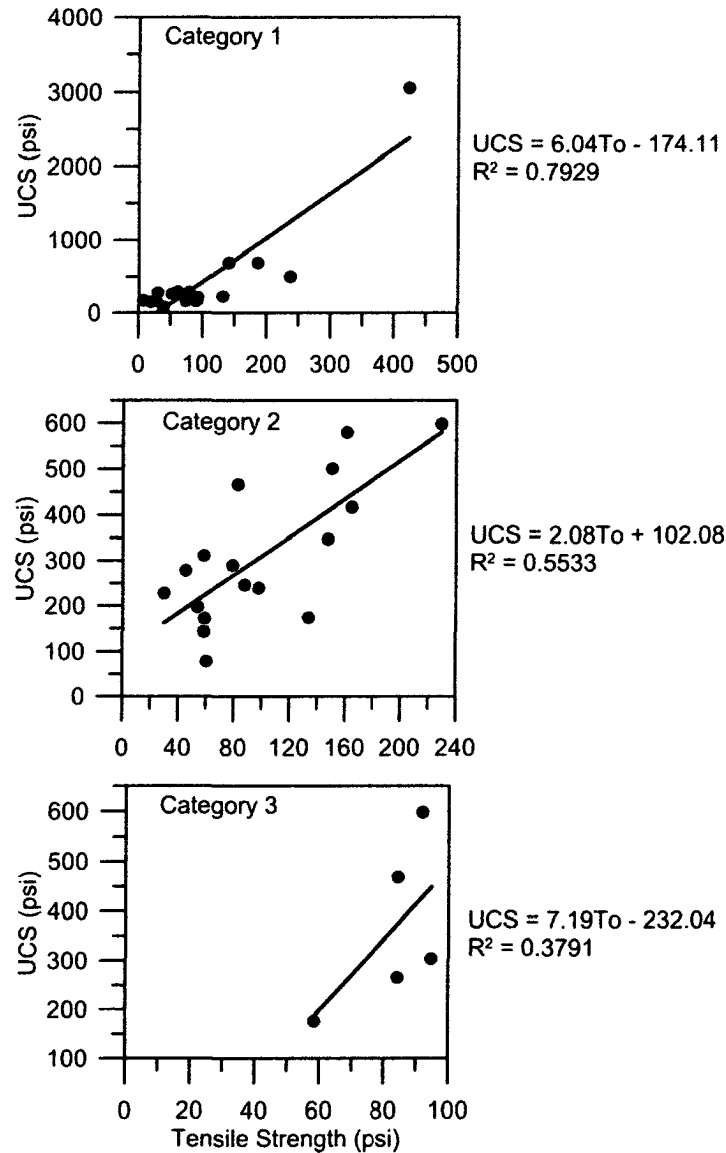 4000
Category 1
3000
2000
1000
0
UCS (psi)
0 100 200 300 400 500
UCS = 6.04To - 174.11
R² = 0.7929
Category 2
600
500
400
300
200
100
0
UCS (psi)
0 40 80 120 160 200 240
UCS = 2.08To + 102.08
R² = 0.5533
Category 3
600
500
400
300
200
100
UCS (psi)
0 20 40 60 80 100
Tensile Strength (psi)
UCS = 7.19To - 232.04
R² = 0.3791